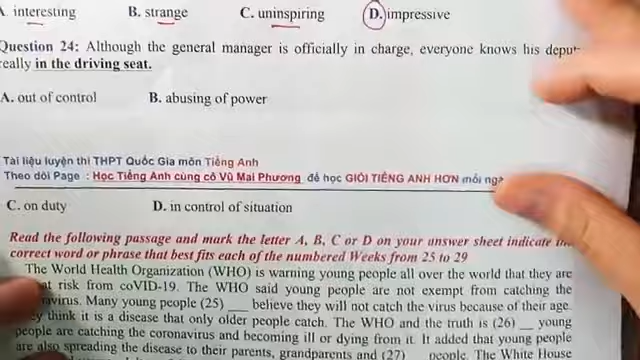 A. interesting B. strange C. uninspiring D. impressive
Question 24: Although the general manager is officially in charge, everyone knows his
really in the driving seat.
A. out of control B. abusing of power
Tài liệu luyện thi THPT Quốc Gia môn Tiếng Anh
Theo dõi Page : Học Tiếng Anh cùng cô Vũ Mai Phương để học GIỎI TIẾNG ANH HƠN mỗi
C. on duty D. in control of situation
Read the following passage and mark the letter A, B, C or D on your answer sheet indicate the
correct word or phrase that best fits each of the numbered Weeks from 25 to 29
The World Health Organization (WHO) is warning young people all over the world that they are
at risk from coVID-19. The WHO said young people are not exempt from catching the
Many young people (25) ___ believe they will not catch the virus because of their age.
think it is a disease that only older people catch. The WHO and the truth is (26) ___ young
people are catching the coronavirus and becoming ill or dying from it. It added that young people
are also spreading the disease to their parents, grandparents and (27) ___ people. The White House